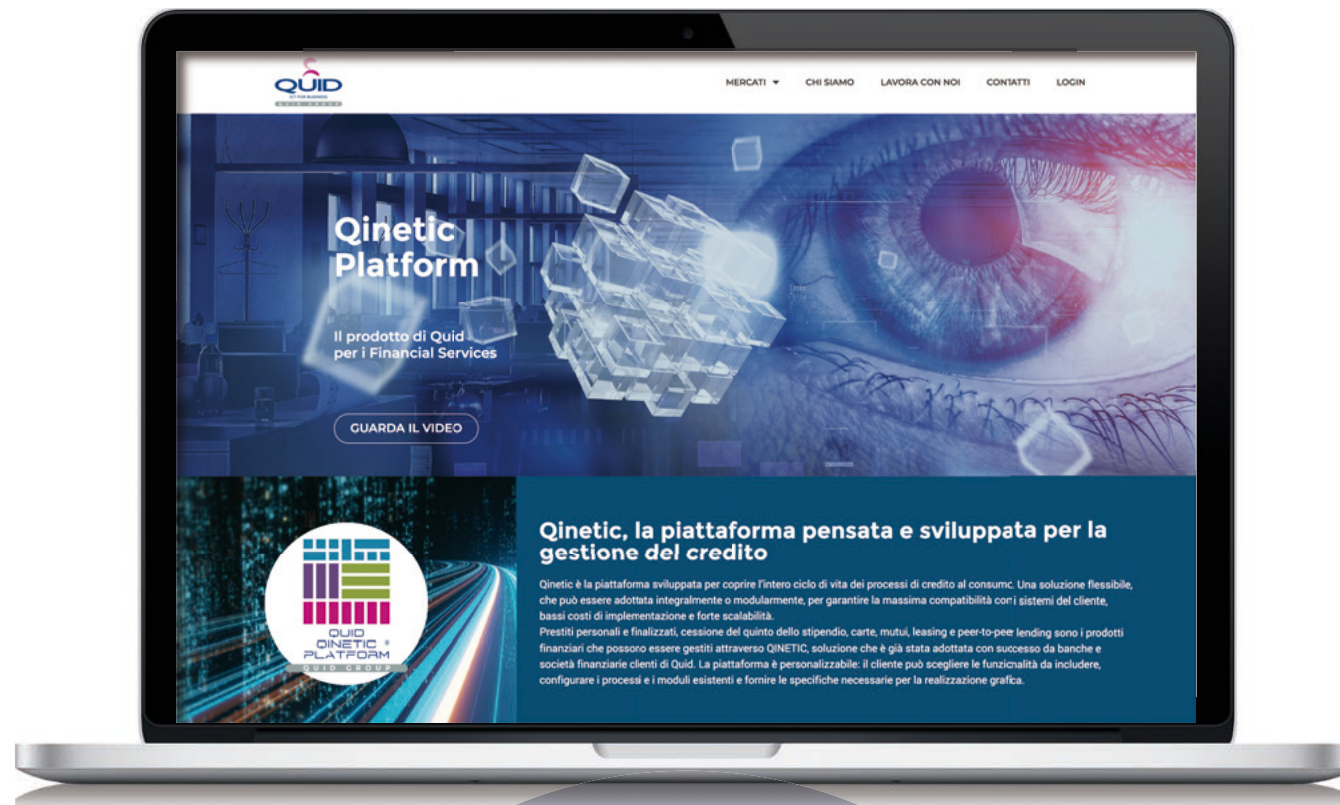 QUID
ICT FOR BUSINESS
QUID GROUP
MERCATI CHI SIAMO LAVORA CON NOI CONTATTI LOGIN
Qinetic
Platform
Il prodotto di Quid
per i Financial Services
GUARDA IL VIDEO
QUID
QINETIC ®
PLATFORM
QUID GROUP
Qinetic, la piattaforma pensata e sviluppata per la
gestione del credito
Qinetic è la piattaforma sviluppata per coprire l'intero ciclo di vita dei processi di credito al consumo. Una soluzione flessibile,
che può essere adottata integralmente o modularmente, per garantire la massima compatibilità con i sistemi del cliente,
bassi costi di implementazione e forte scalabilità.
Prestiti personali e finalizzati, cessione del quinto dello stipendio, carte, mutui, leasing e peer-to-peer lending sono i prodotti
finanziari che possono essere gestiti attraverso QINETIC, soluzione che è già stata adottata con successo da banche e
società finanziarie clienti di Quid. La piattaforma è personalizzabile: il cliente può scegliere le funzionalità da includere,
configurare i processi e i moduli esistenti e fornire le specifiche necessarie per la realizzazione grafica.